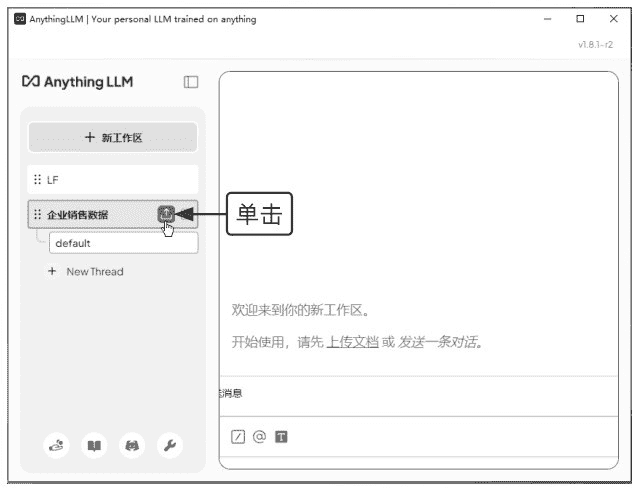 AnythingLLM | Your personal LLM trained on anything
v1.8.1-r2
Anything LLM
+ 新工作区
LF
企业销售数据
单击
default
+ New Thread
欢迎来到你的新工作区。
开始使用，请先 上传文档 或 发送一条对话。
消息
@
T